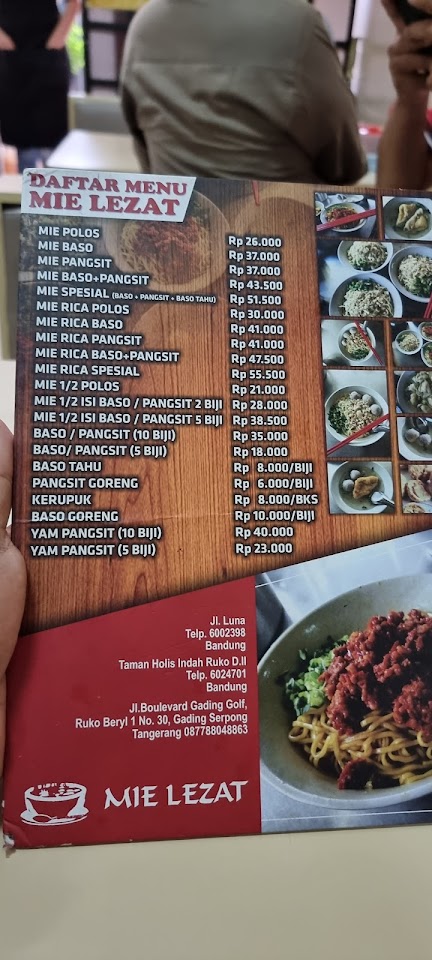 DAFTAR MENU
MIE LEZAT
MIE POLOS Rp 26.000
MIE BASO Rp 37.000
MIE PANGSIT Rp 37.000
MIE BASO+PANGSIT Rp 43.500
MIE SPESIAL (BASO + PANGSIT + BASO TAHU) Rp 51.500
MIE RICA POLOS Rp 30.000
MIE RICA BASO Rp 41.000
MIE RICA PANGSIT Rp 41.000
MIE RICA BASO+PANGSIT Rp 47.500
MIE RICA SPESIAL Rp 55.500
MIE 1/2 POLOS Rp 21.000
MIE 1/2 ISI BASO / PANGSIT 2 BIJI Rp 28.000
MIE 1/2 ISI BASO / PANGSIT 5 BIJI Rp 38.500
BASO / PANGSIT (10 BIJI) Rp 35.000
BASO/ PANGSIT (5 BIJI) Rp 18.000
BASO TAHU Rp 8.000/BIJI
PANGSIT GORENG Rp 6.000/BIJI
KERUPUK Rp 8.000/BKS
BASO GORENG Rp 10.000/BIJI
YAM PANGSIT (10 BIJI) Rp 40.000
YAM PANGSIT (5 BIJI) Rp 23.000
Jl. Luna
Telp. 6002398
Bandung
Taman Holis Indah Ruko D.II
Telp. 6024701
Bandung
Jl.Boulevard Gading Golf,
Ruko Beryl 1 No. 30, Gading Serpong
Tangerang 087788048863
MIE LEZAT